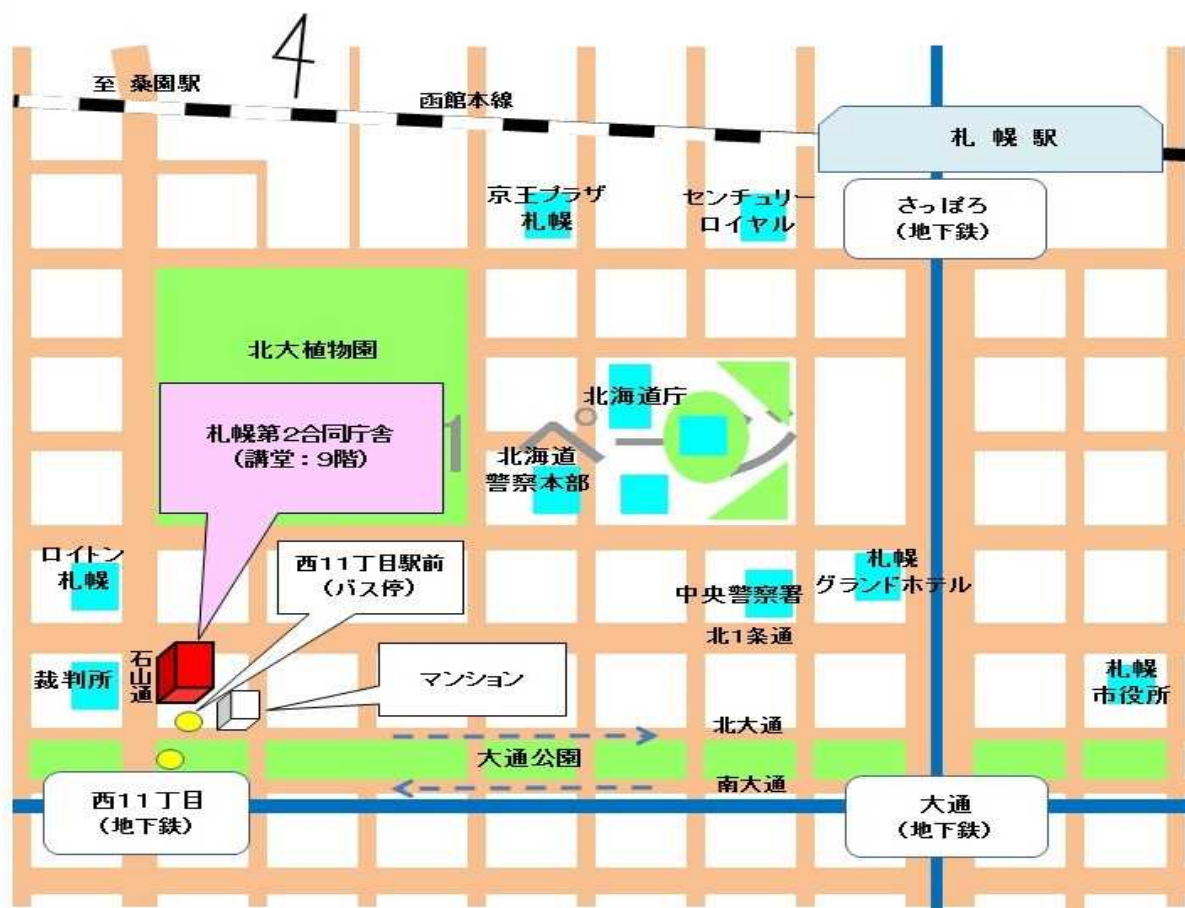 至 桑園駅
函館本線
札 幌 駅
京王プラザ
札幌
センチュリー
ロイヤル
さっぽろ
(地下鉄)
北大植物園
北海道庁
札幌第2合同庁舎
(講堂：9階)
1 ページ
北海道
警察本部
ロイトン
札幌
西11丁目駅前
(バス停)
中央警察署
札幌
グランドホテル
北1条通
裁判所
石山通
マンション
札幌
市役所
北大通
大通公園
南大通
西11丁目
(地下鉄)
大通
(地下鉄)